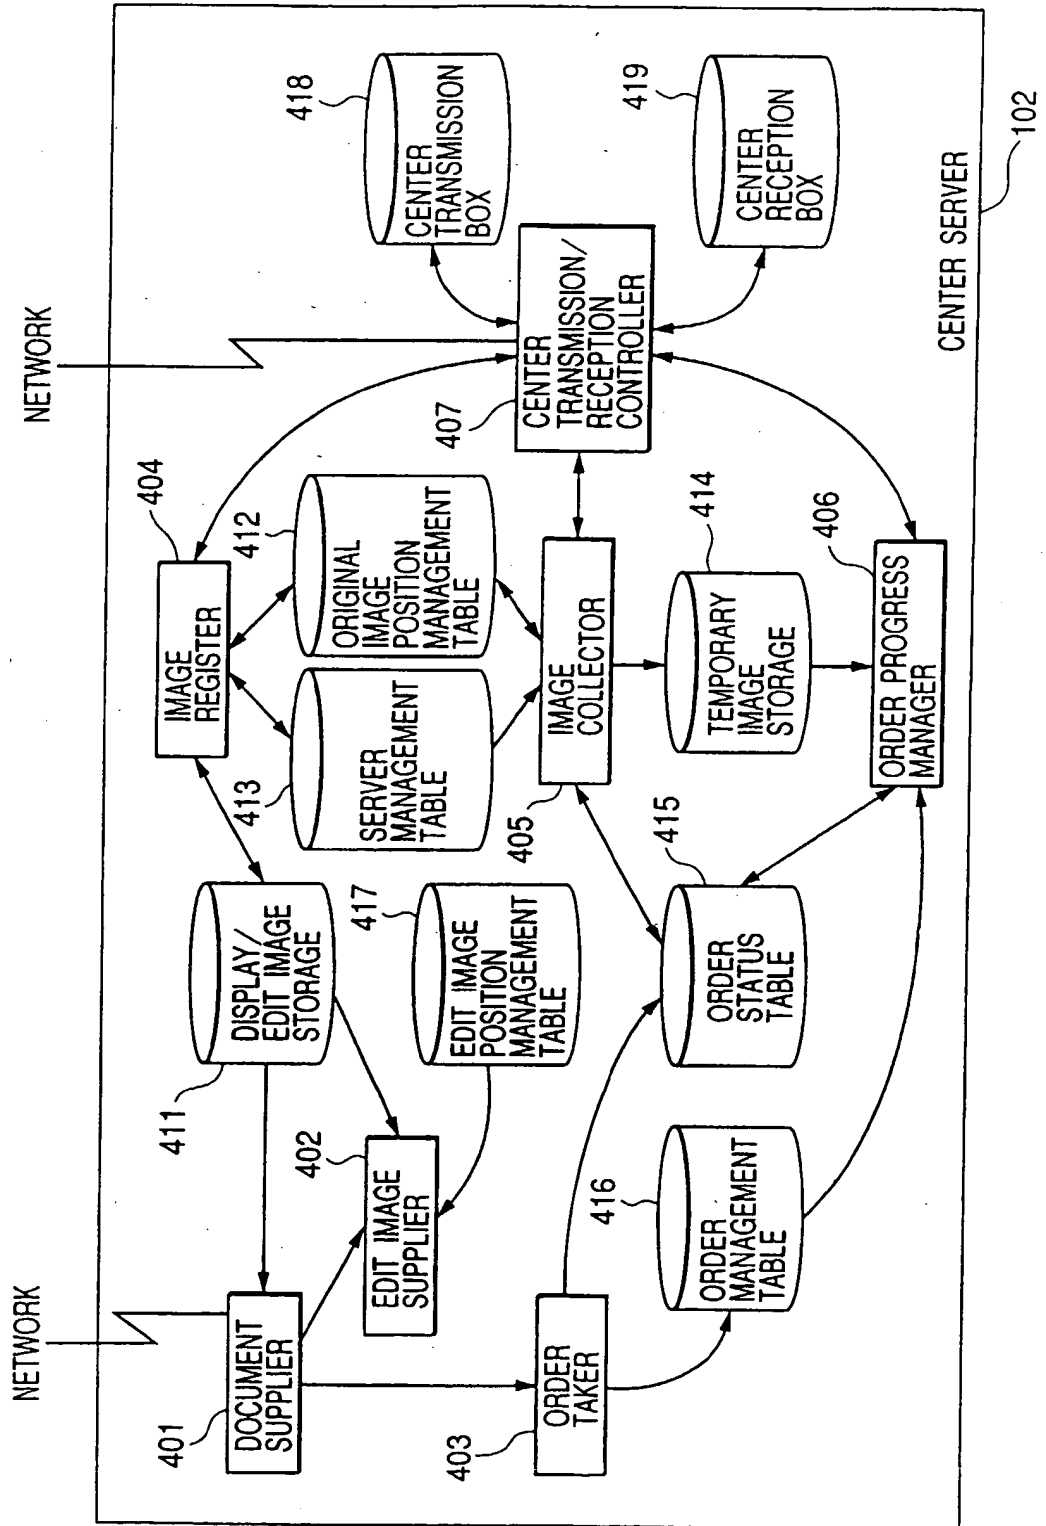 NETWORK
NETWORK
401
DOCUMENT
SUPPLIER
411
DISPLAY/
EDIT IMAGE
STORAGE
404
IMAGE
REGISTER
402
EDIT IMAGE
SUPPLIER
417
EDIT IMAGE
POSITION
MANAGEMENT
TABLE
413
SERVER
MANAGEMENT
TABLE
412
ORIGINAL
IMAGE
POSITION
MANAGEMENT
TABLE
418
CENTER
TRANSMISSION
BOX
407
CENTER
TRANSMISSION/
RECEPTION
CONTROLLER
403
ORDER
TAKER
405
IMAGE
COLLECTOR
419
CENTER
RECEPTION
BOX
416
ORDER
MANAGEMENT
TABLE
415
ORDER
STATUS
TABLE
414
TEMPORARY
IMAGE
STORAGE
406
ORDER PROGRESS
MANAGER
CENTER SERVER
102